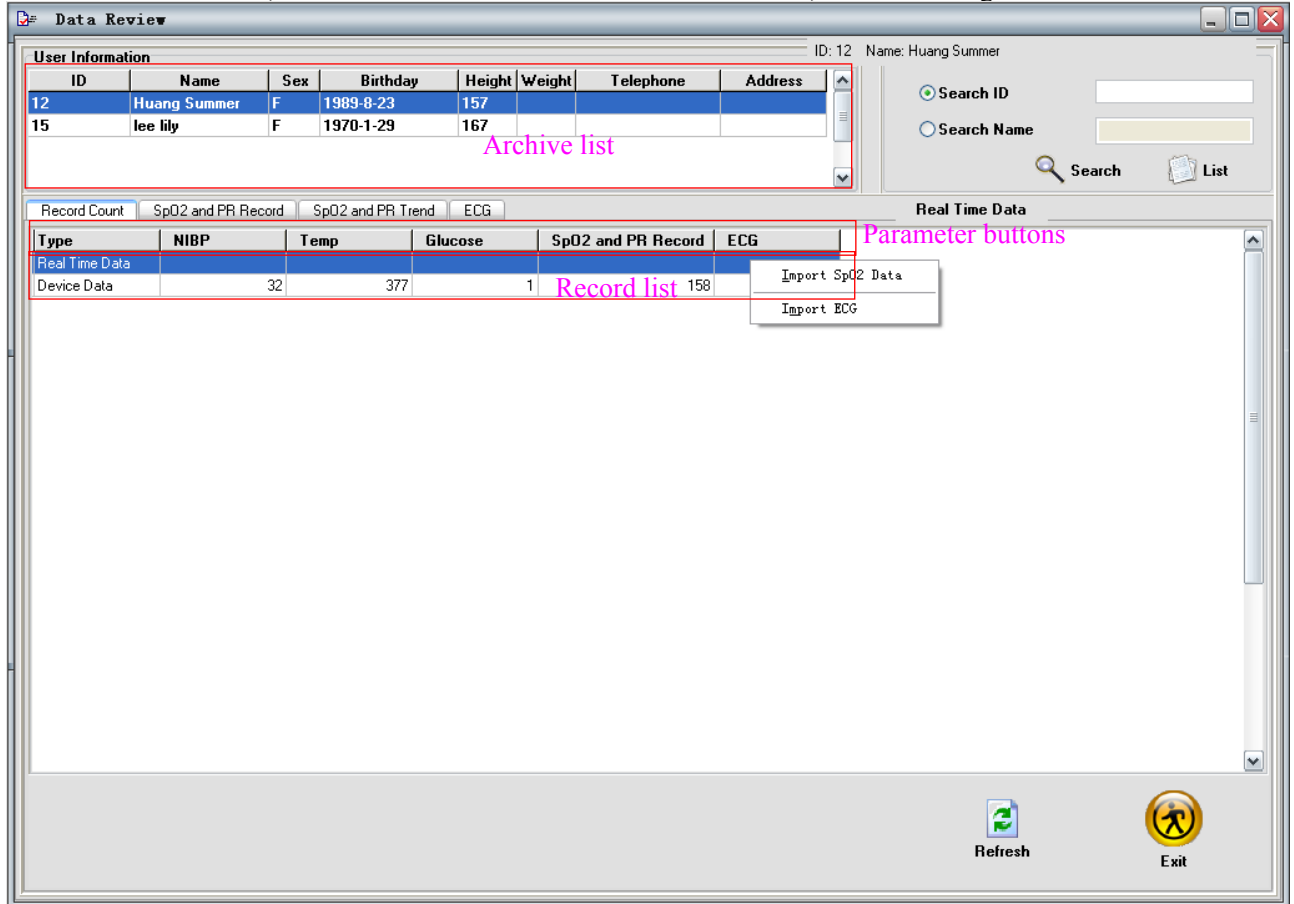 Data Review
User Information
ID: 12 Name: Huang Summer
ID Name Sex Birthday Height Weight Telephone Address
12 Huang Summer F 1989-8-23 157
15 lee lily F 1970-1-29 167
Archive list
Search ID
Search Name
Search List
Record Count SpO2 and PR Record SpO2 and PR Trend ECG
Real Time Data
Type NIBP Temp Glucose SpO2 and PR Record ECG
Parameter buttons
Real Time Data
Device Data 32 377 1 158
Record list
Import SpO2 Data
Import ECG
Refresh
Exit